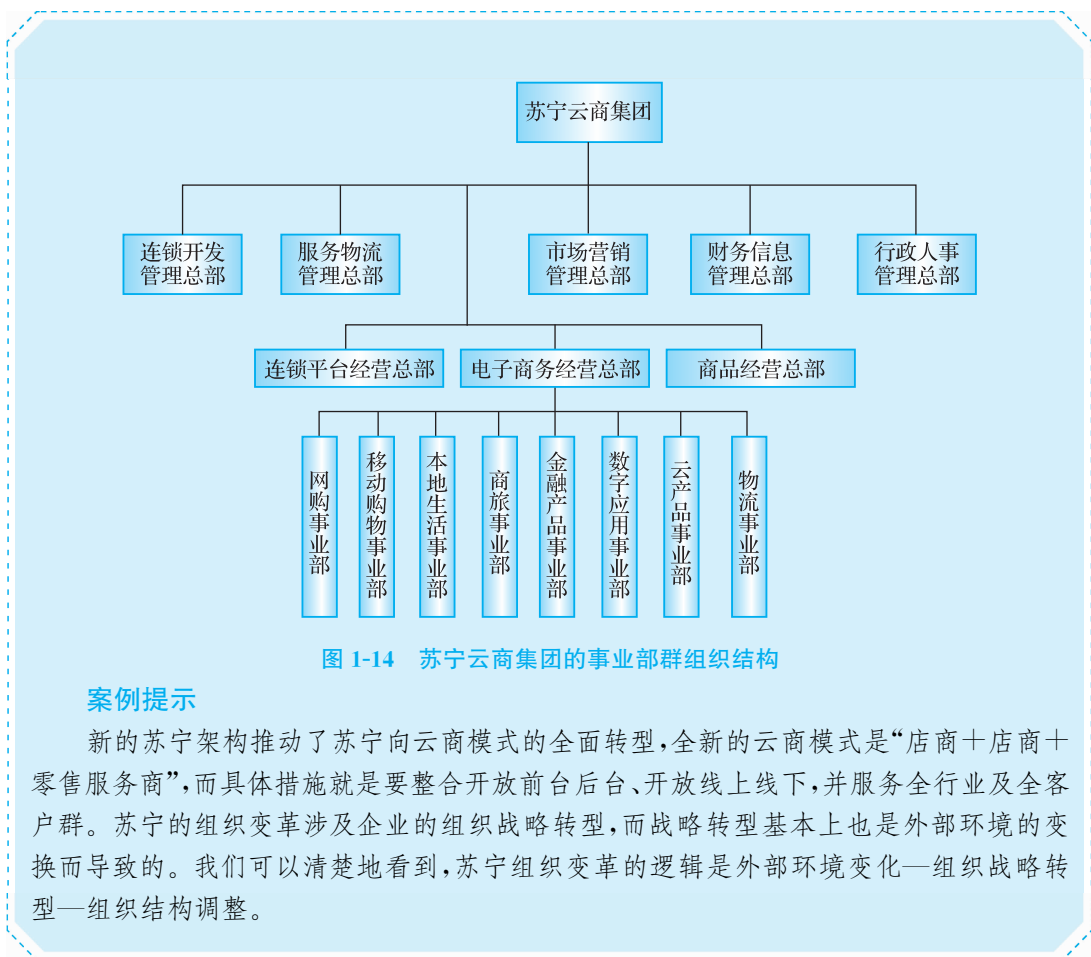 苏宁云商集团
连锁开发
管理总部
服务物流
管理总部
市场营销
管理总部
财务信息
管理总部
行政人事
管理总部
连锁平台经营总部
电子商务经营总部
商品经营总部
网购事业部
移动购物事业部
本地生活事业部
商旅事业部
金融产品事业部
数字应用事业部
云产品事业部
物流事业部
图 1-14 苏宁云商集团的事业部群组织结构
案例提示
新的苏宁架构推动了苏宁向云商模式的全面转型,全新的云商模式是“店商＋店商＋
零售服务商”,而具体措施就是要整合开放前台后台、开放线上线下,并服务全行业及全客
户群。苏宁的组织变革涉及企业的组织战略转型,而战略转型基本上也是外部环境的变
换而导致的。我们可以清楚地看到,苏宁组织变革的逻辑是外部环境变化—组织战略转
型—组织结构调整。